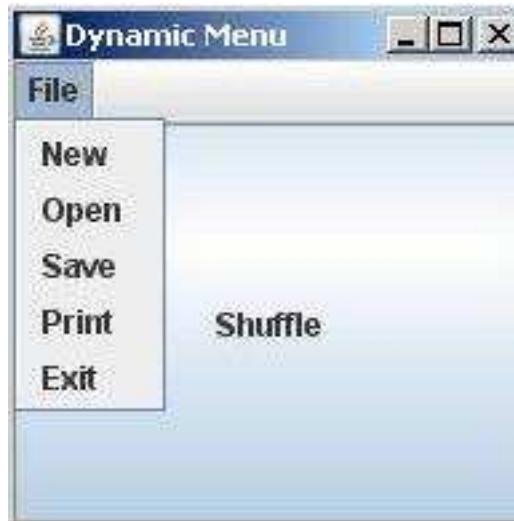 Dynamic Menu
File
New
Open
Save
Print
Shuffle
Exit